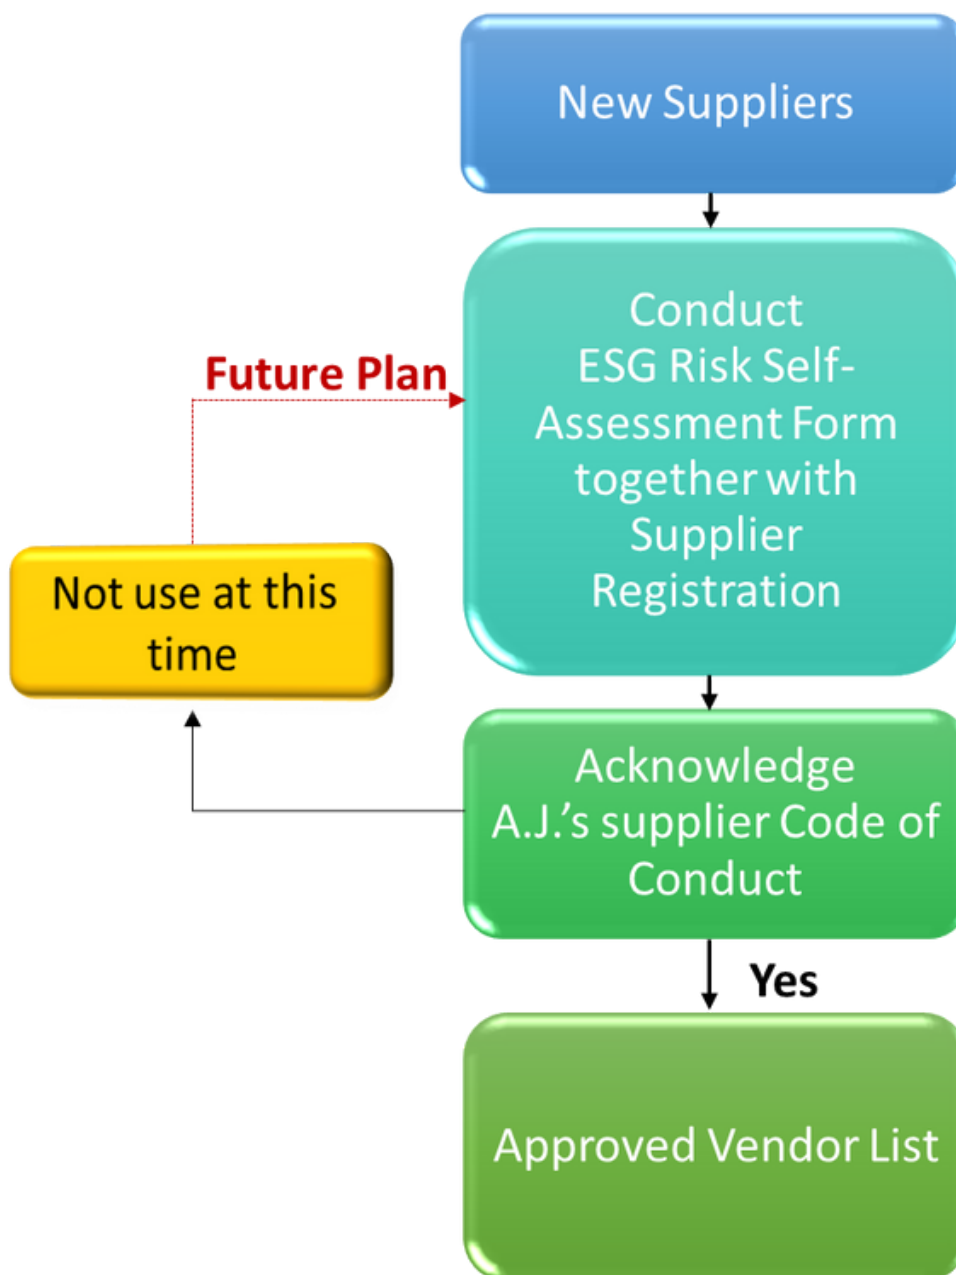 New Suppliers
Conduct
ESG Risk Self-
Assessment Form
together with
Supplier
Registration
Future Plan
Not use at this
time
Acknowledge
A.J.’s supplier Code of
Conduct
Yes
Approved Vendor List